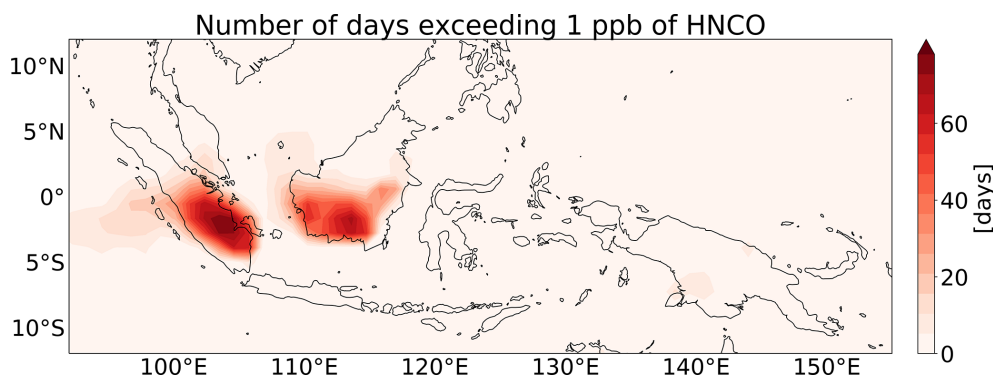 Number of days exceeding 1 ppb of HNCO
10°N
5°N
0°
5°S
10°S
100°E 110°E 120°E 130°E 140°E 150°E
60
40
20
0
[days]